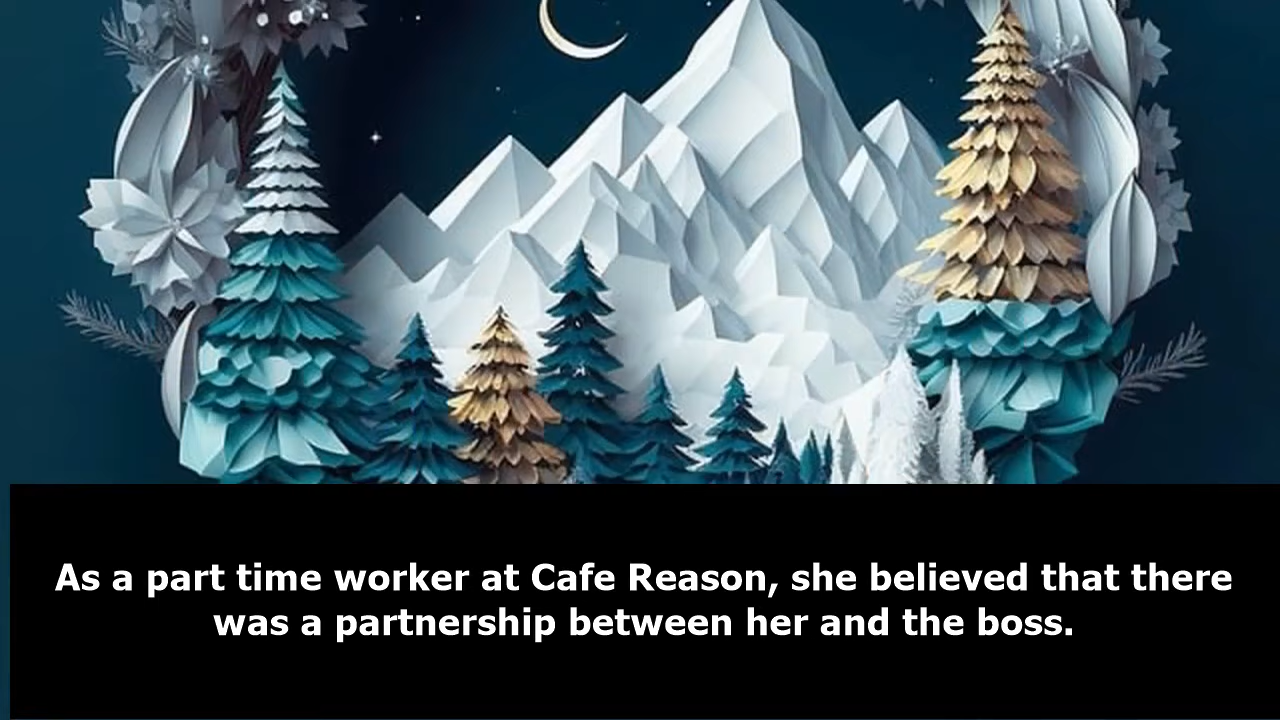 As a part time worker at Cafe Reason, she believed that there
was a partnership between her and the boss.